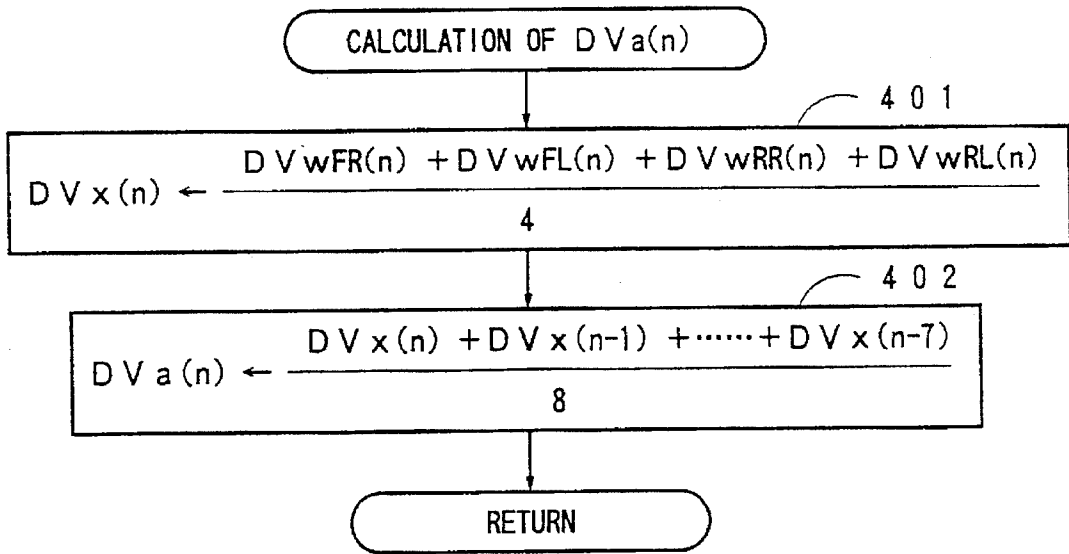 CALCULATION OF DVa(n)
401
DVwFR(n) + DVwFL(n) + DVwRR(n) + DVwRL(n)
DVx(n) ←
4
402
DVx(n) + DVx(n-1) + ⋯⋯ + DVx(n-7)
DVa(n) ←
8
RETURN